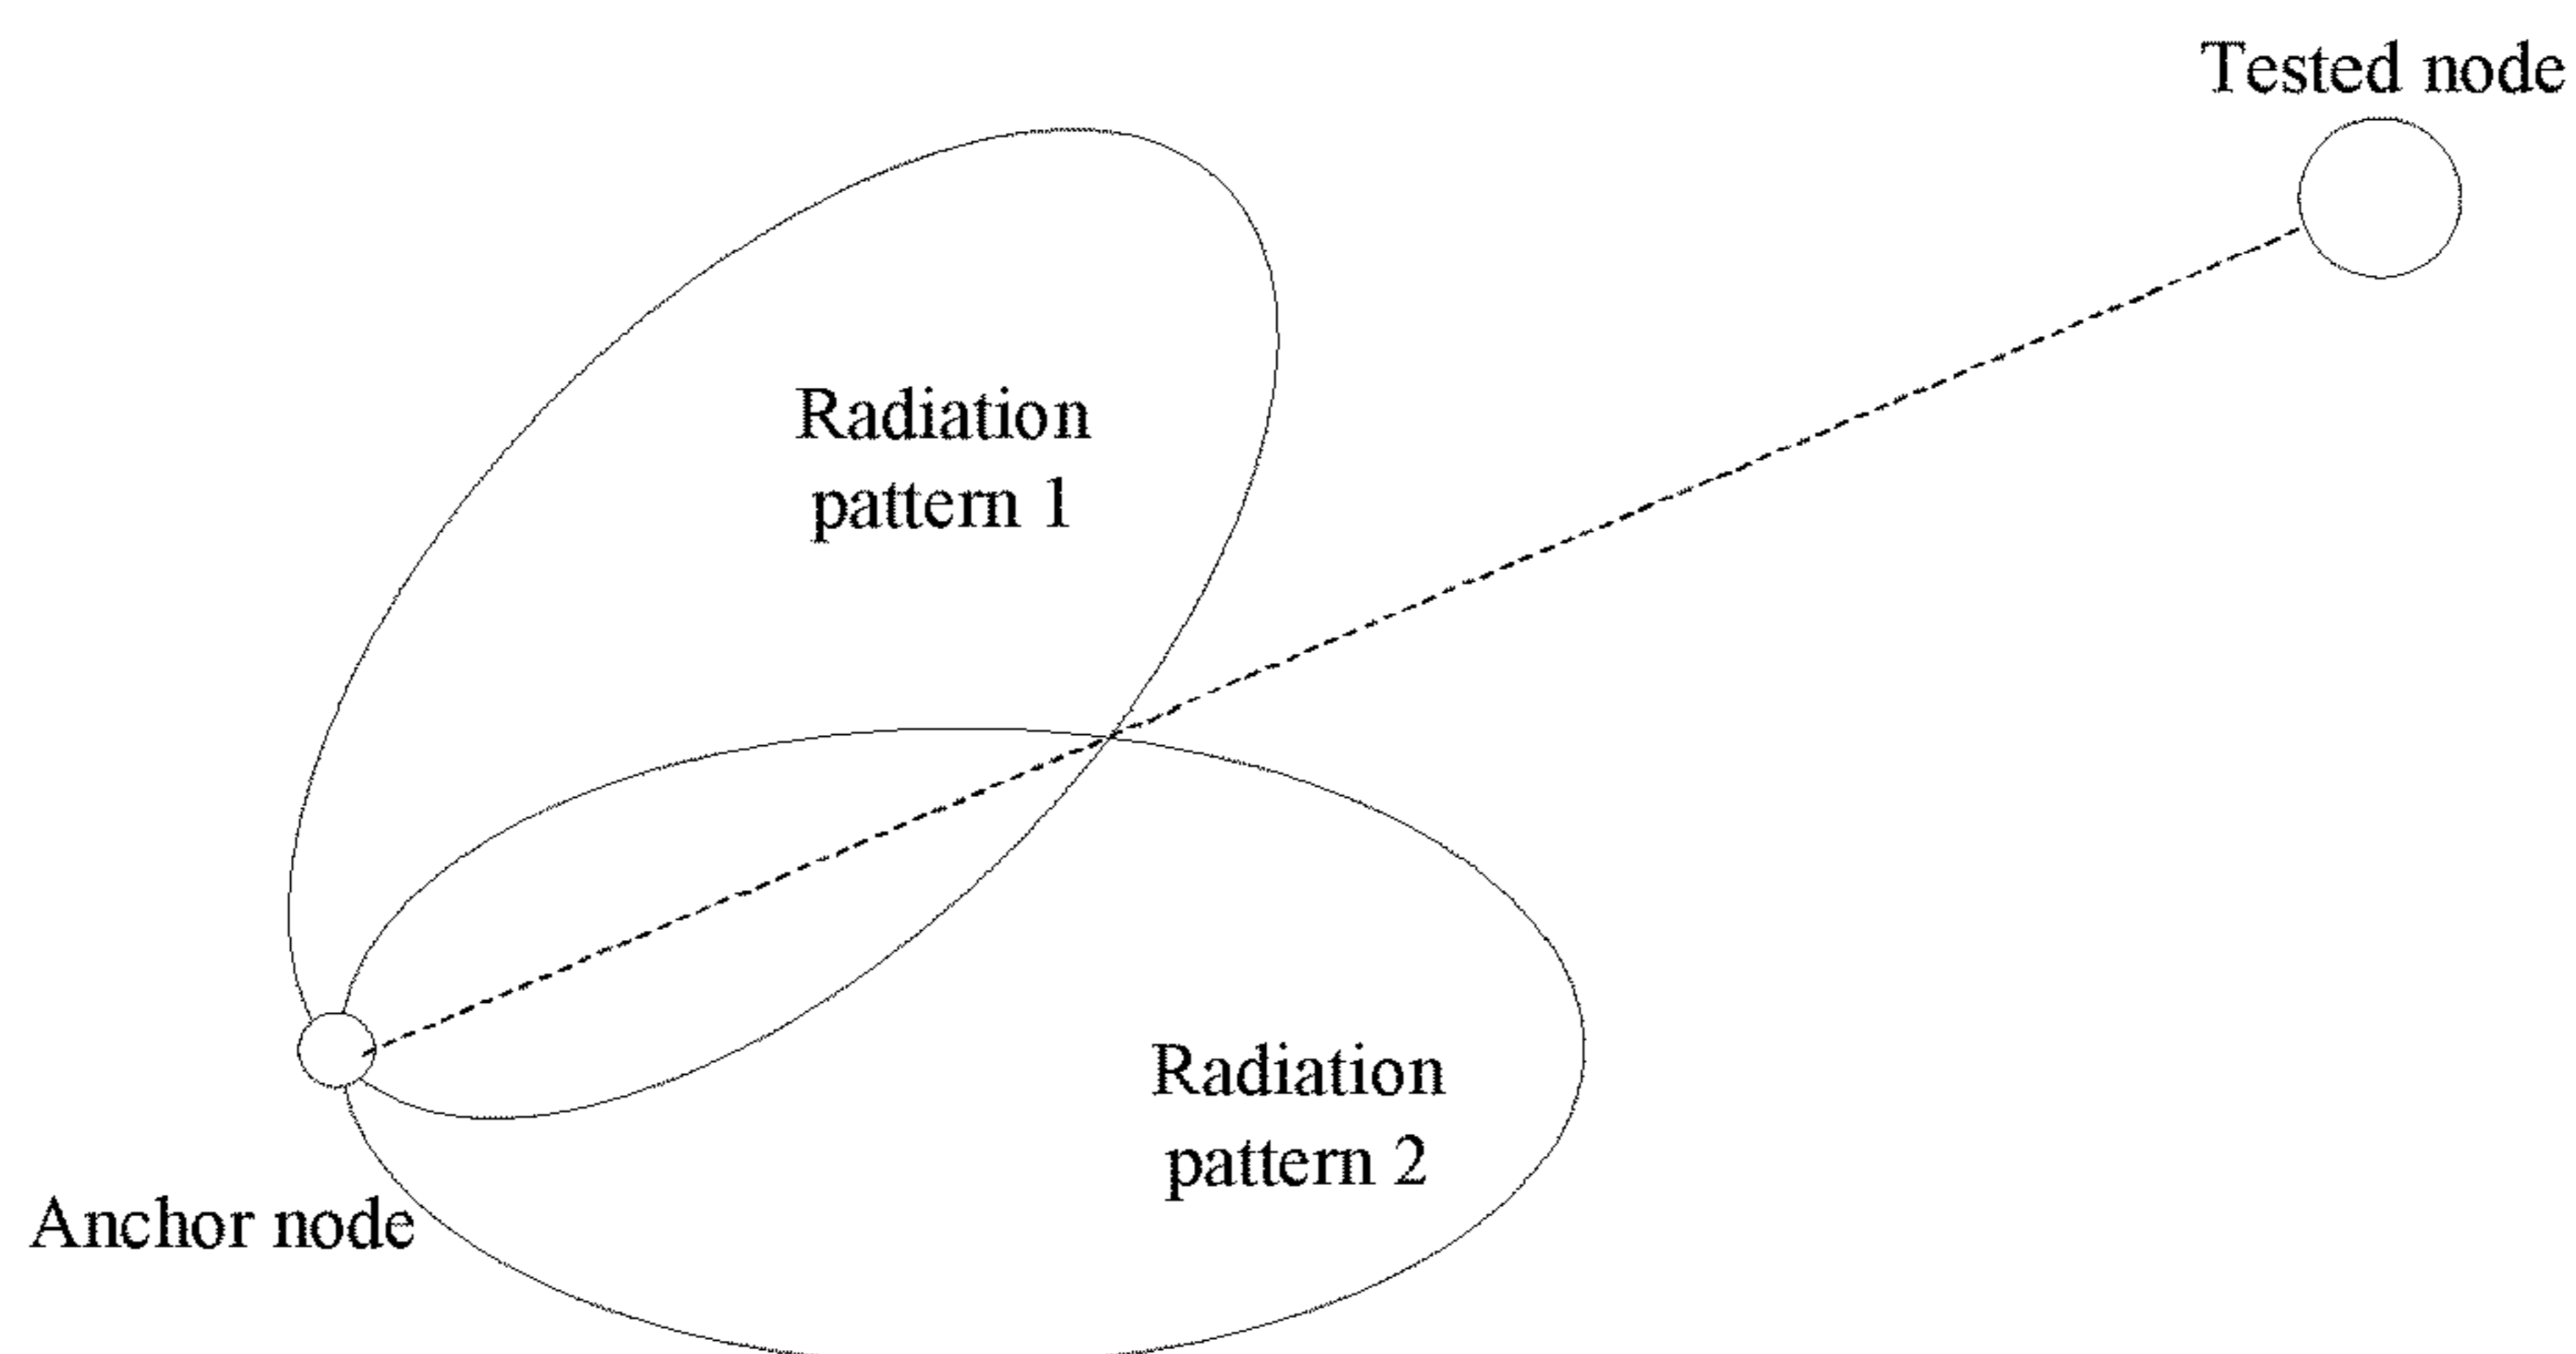 Tested node
Radiation
pattern 1
Radiation
pattern 2
Anchor node